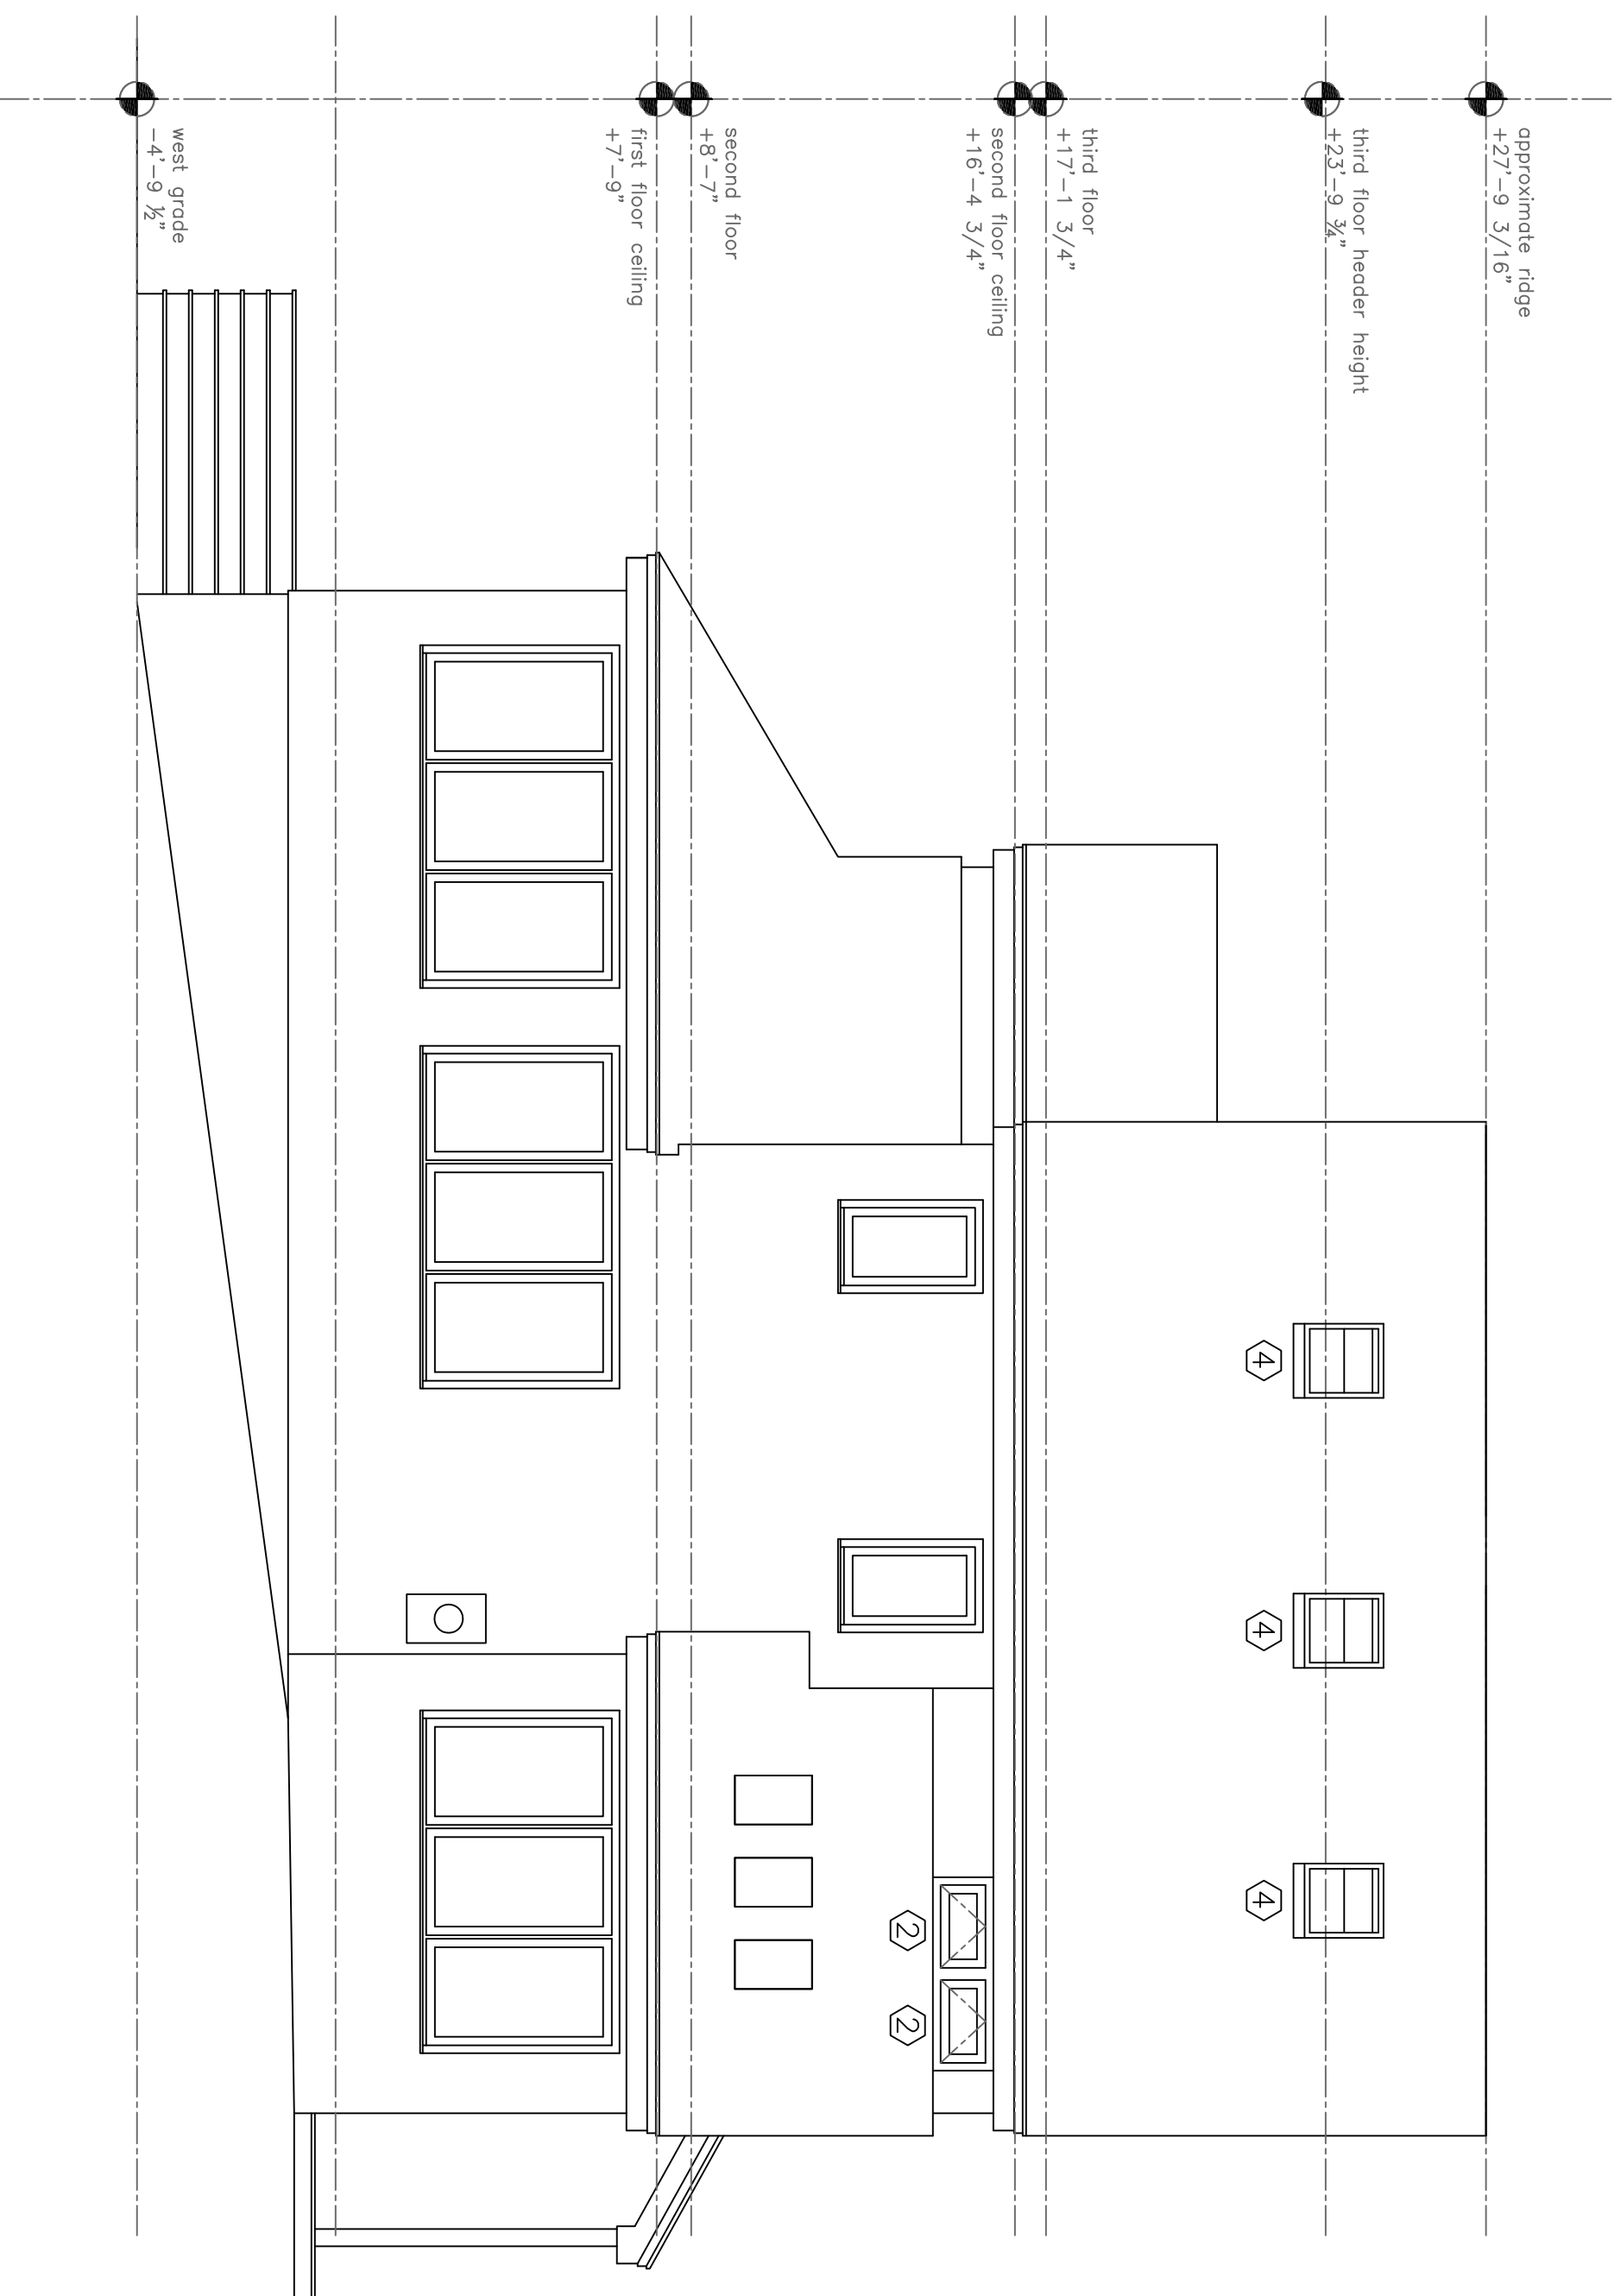 approximate ridge
+27'-9 3/16"
third floor header height
+23'-9 ¾"
third floor
+17'-1 3/4"
second floor ceiling
+16'-4 3/4"
second floor
+8'-7"
first floor ceiling
+7'-9"
west grade
-4'-9 ½"
4
4
4
2
2